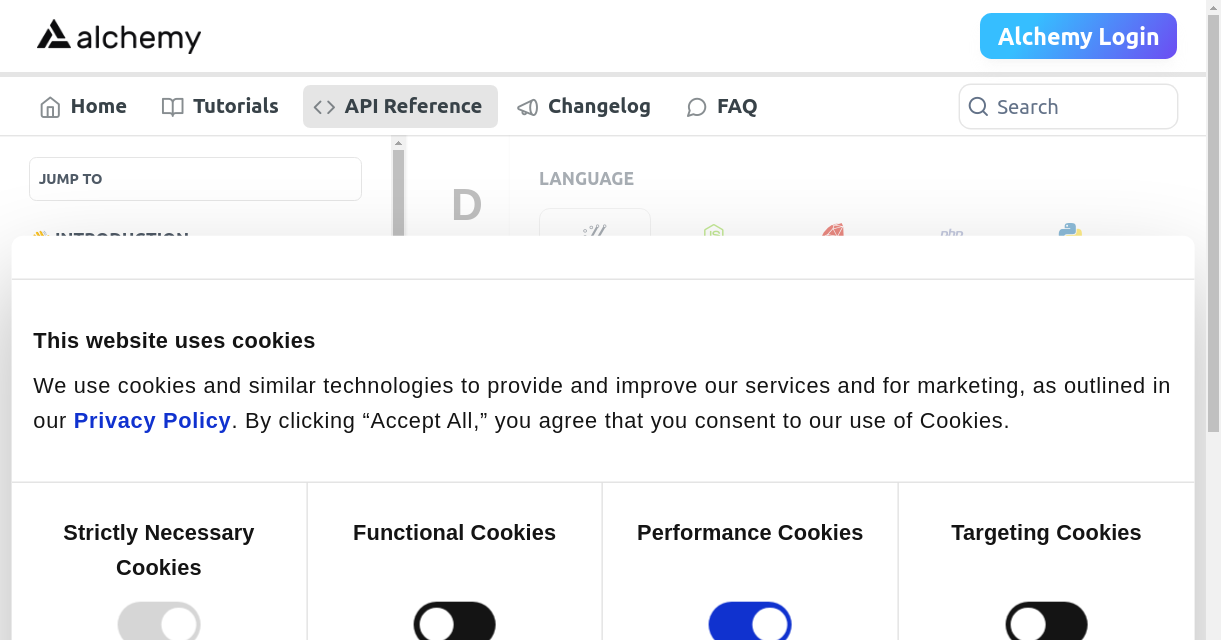 alchemy
Alchemy Login
Home
Tutorials
API Reference
Changelog
FAQ
Search
JUMP TO
D
LANGUAGE
INTRODUCTION
php
This website uses cookies
We use cookies and similar technologies to provide and improve our services and for marketing, as outlined in
our Privacy Policy. By clicking “Accept All,” you agree that you consent to our use of Cookies.
Strictly Necessary
Cookies
Functional Cookies
Performance Cookies
Targeting Cookies